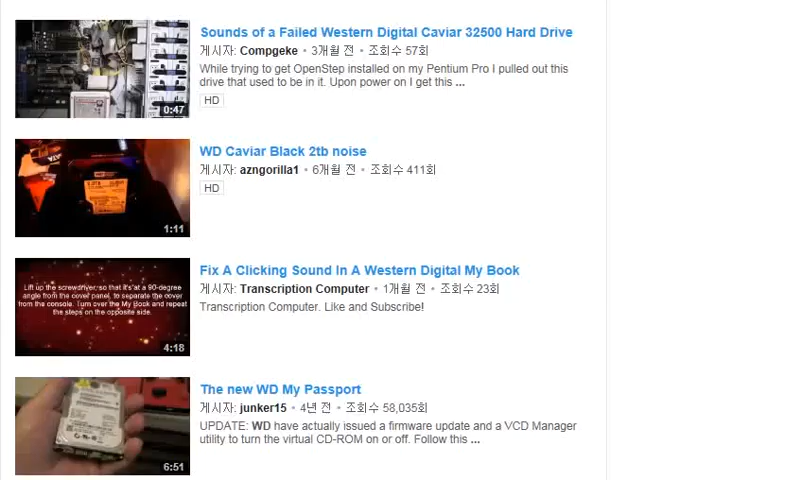 Sounds of a Failed Western Digital Caviar 32500 Hard Drive
게시자: Compgeke • 3개월 전 • 조회수 57회
While trying to get OpenStep installed on my Pentium Pro I pulled out this
drive that used to be in it. Upon power on I get this ...
HD
0:47
WD Caviar Black 2tb noise
게시자: azngorilla1 • 6개월 전 • 조회수 411회
HD
1:11
Fix A Clicking Sound In A Western Digital My Book
게시자: Transcription Computer • 1개월 전 • 조회수 23회
Transcription Computer. Like and Subscribe!
Lift up the screwdriver, so that it's at a 90-degree
angle from the cover panel, to separate the cover
from the console. Turn over the My Book and repeat
the steps on the opposite side.
4:18
The new WD My Passport
게시자: junker15 • 4년 전 • 조회수 58,035회
UPDATE: WD have actually issued a firmware update and a VCD Manager
utility to turn the virtual CD-ROM on or off. Follow this ...
6:51